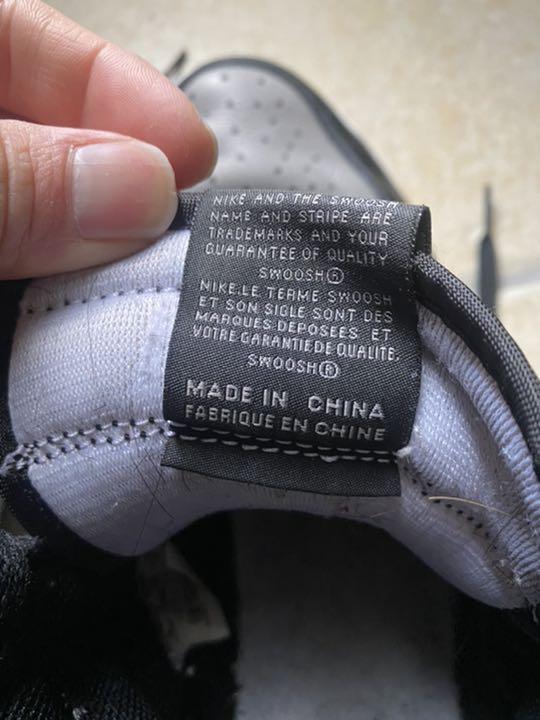 NIKE AND THE SWOOSH
NAME AND STRIPE ARE
TRADEMARKS AND YOUR
GUARANTEE OF QUALITY
SWOOSH®
NIKE.LE TERME SWOOSH
ET SON SIGLE SONT DES
MARQUES DEPOSEES ET
VOTRE GARANTIE DE QUALITE.
SWOOSH®
MADE IN CHINA
FABRIQUE EN CHINE